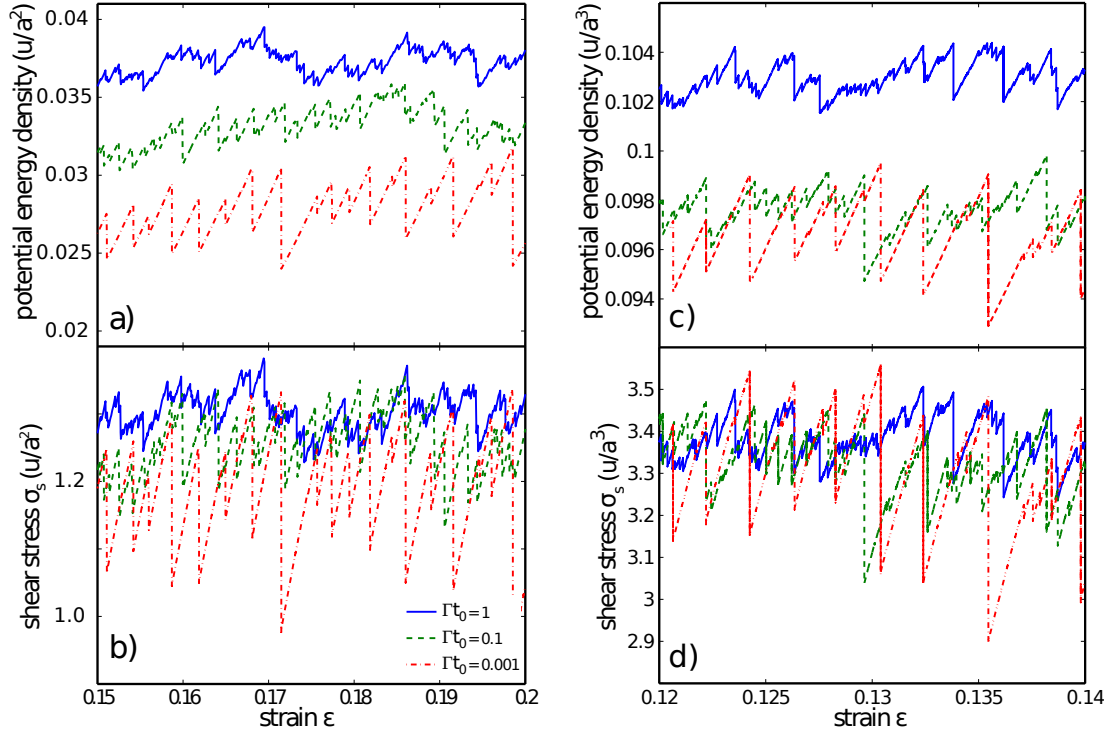 0.04
0.035
0.03
0.025
0.02
potential energy density (u/a²)
a)
1.2
1.0
shear stress σₛ (u/a²)
b)
Γt₀=1
Γt₀=0.1
Γt₀=0.001
0.15 0.16 0.17 0.18 0.19 0.2
strain ε
0.104
0.102
0.1
0.098
0.096
0.094
potential energy density (u/a³)
c)
3.5
3.4
3.3
3.2
3.1
3
2.9
shear stress σₛ (u/a³)
d)
0.12 0.125 0.13 0.135 0.14
strain ε